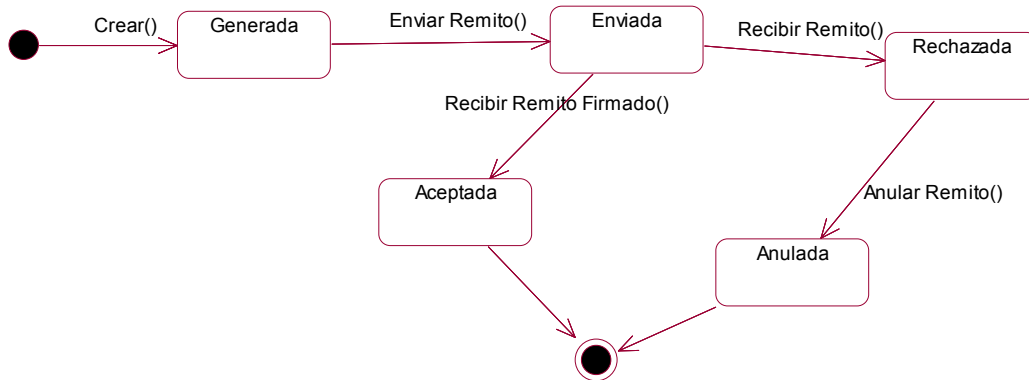 Crear()
Generada
Enviar Remito()
Enviada
Recibir Remito()
Rechazada
Recibir Remito Firmado()
Aceptada
Anular Remito()
Anulada